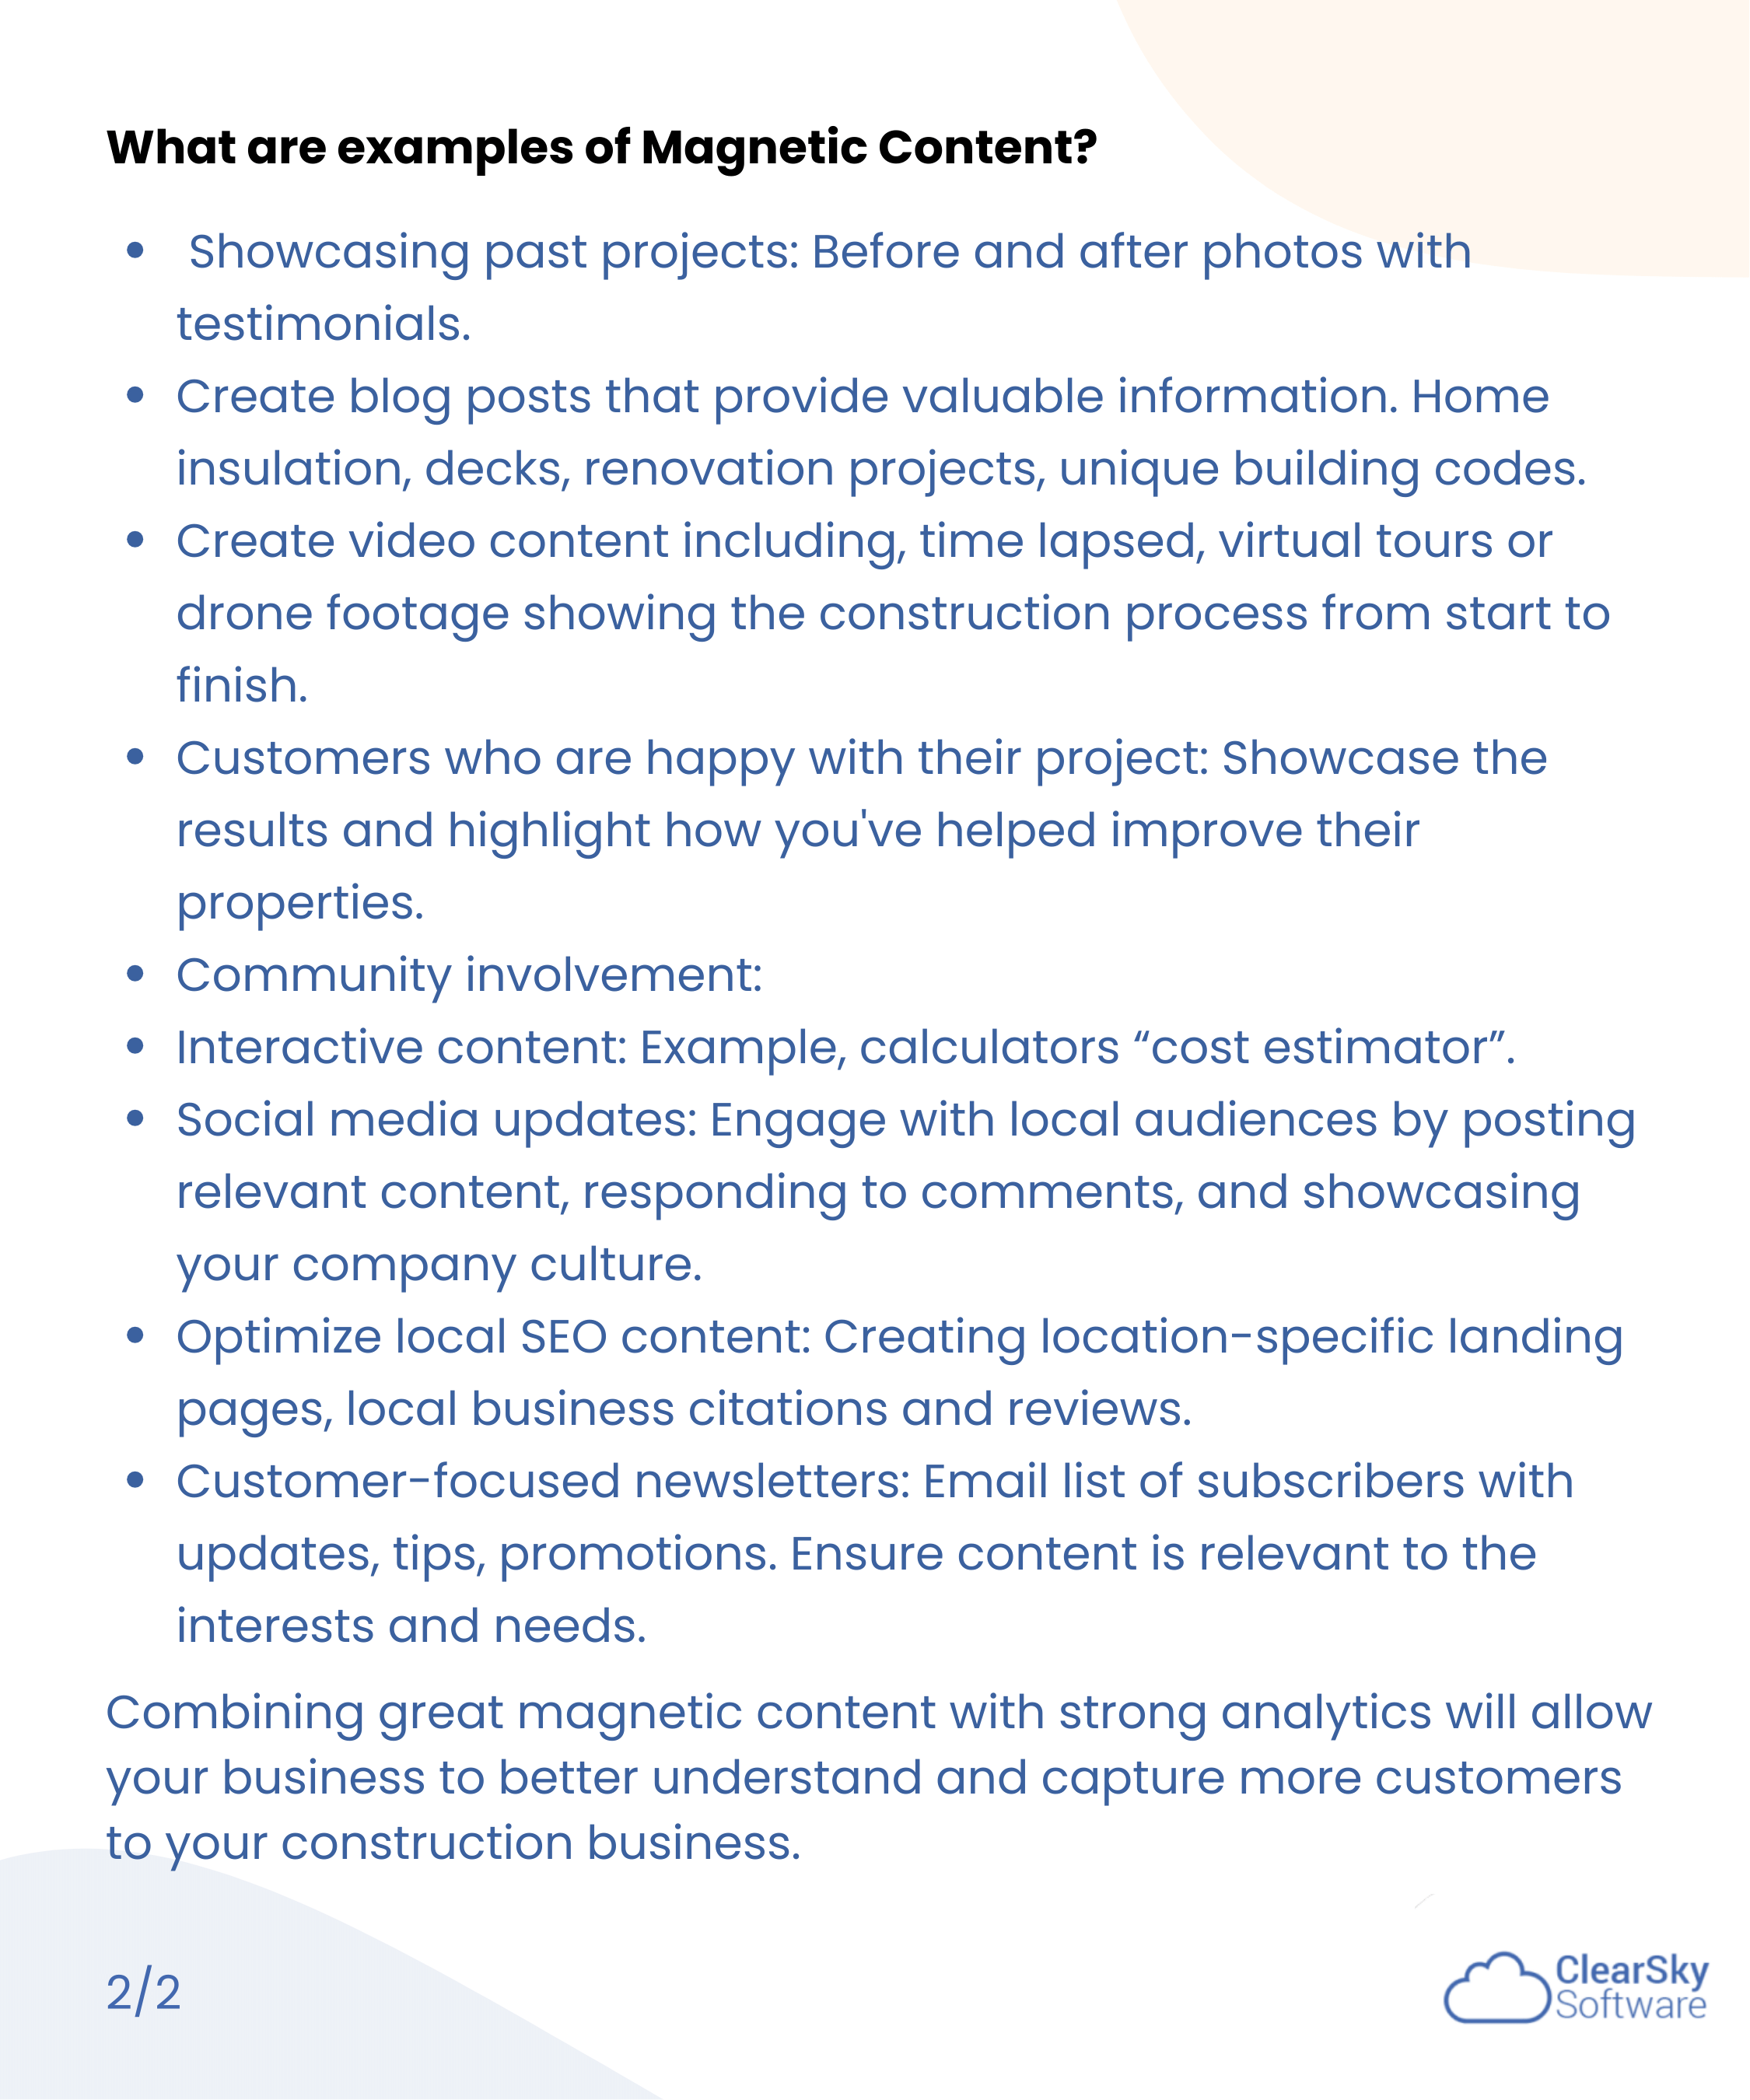 What are examples of Magnetic Content?
• Showcasing past projects: Before and after photos with
testimonials.
• Create blog posts that provide valuable information. Home
insulation, decks, renovation projects, unique building codes.
• Create video content including, time lapsed, virtual tours or
drone footage showing the construction process from start to
finish.
• Customers who are happy with their project: Showcase the
results and highlight how you've helped improve their
properties.
• Community involvement:
• Interactive content: Example, calculators “cost estimator”.
• Social media updates: Engage with local audiences by posting
relevant content, responding to comments, and showcasing
your company culture.
• Optimize local SEO content: Creating location-specific landing
pages, local business citations and reviews.
• Customer-focused newsletters: Email list of subscribers with
updates, tips, promotions. Ensure content is relevant to the
interests and needs.
Combining great magnetic content with strong analytics will allow
your business to better understand and capture more customers
to your construction business.
2/2
ClearSky
Software